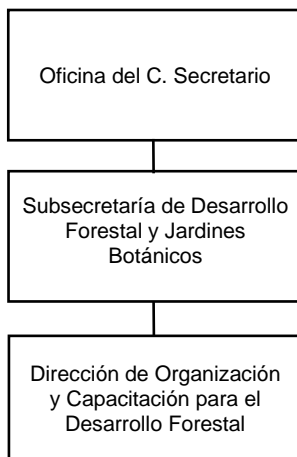 Oficina del C. Secretario
Subsecretaría de Desarrollo
Forestal y Jardines
Botánicos
Dirección de Organización
y Capacitación para el
Desarrollo Forestal